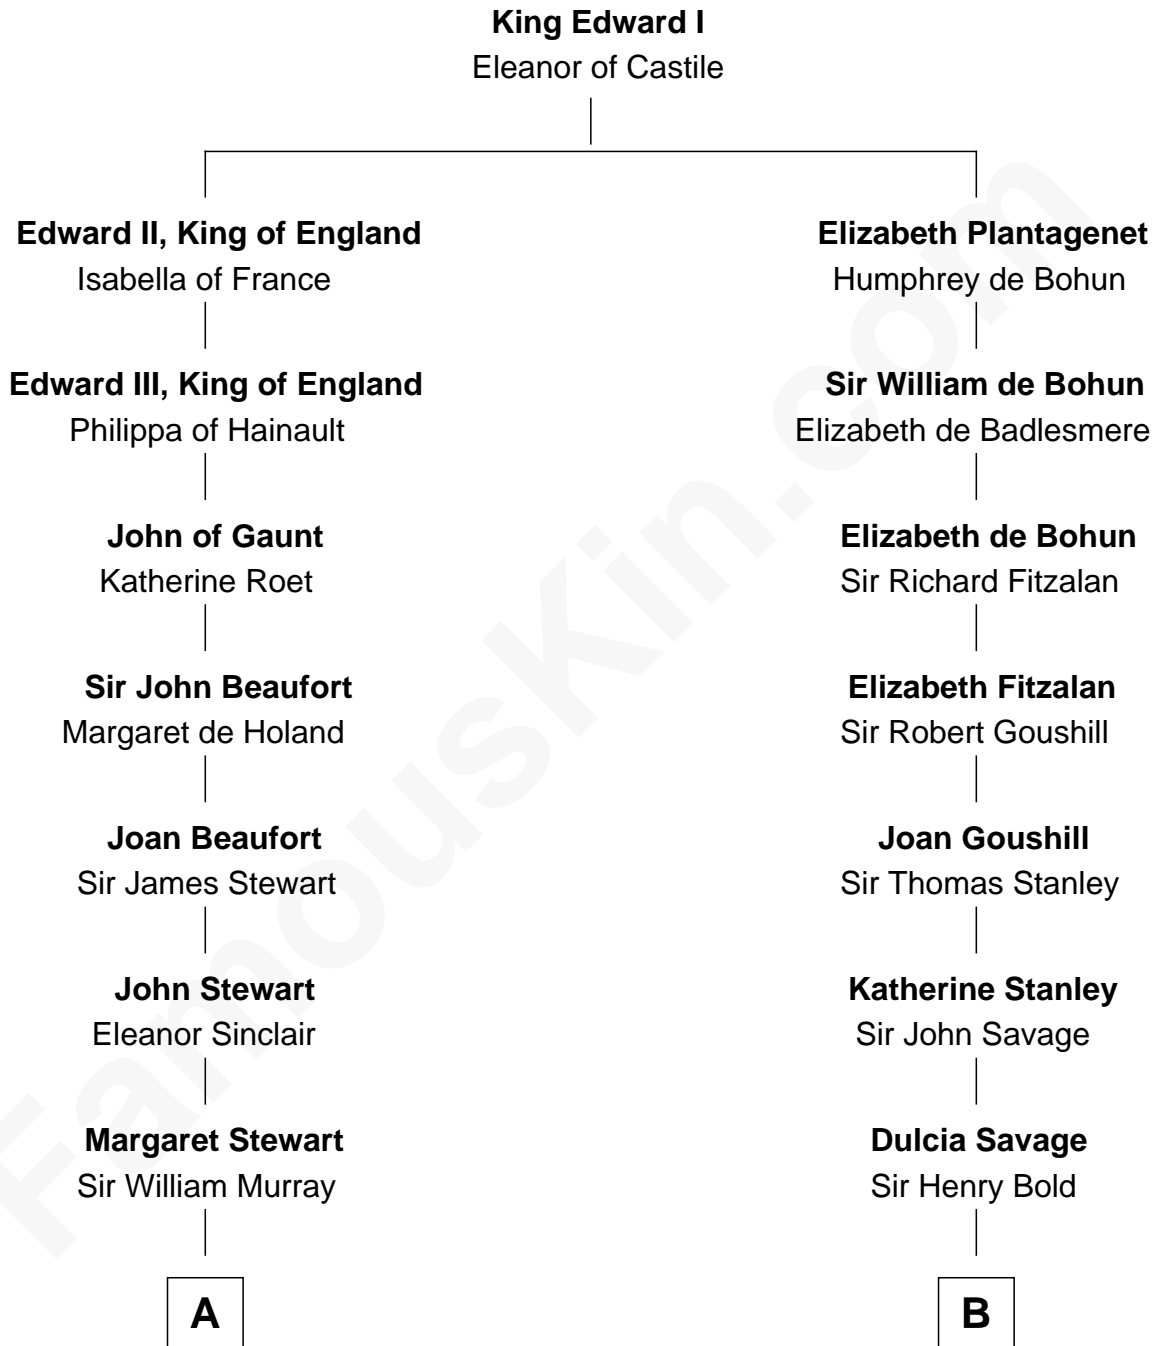 King Edward I
Eleanor of Castile
Edward II, King of England
Isabella of France
Elizabeth Plantagenet
Humphrey de Bohun
Edward III, King of England
Philippa of Hainault
Sir William de Bohun
Elizabeth de Badlesmere
John of Gaunt
Katherine Roet
Elizabeth de Bohun
Sir Richard Fitzalan
Sir John Beaufort
Margaret de Holand
Elizabeth Fitzalan
Sir Robert Goushill
Joan Beaufort
Sir James Stewart
Joan Goushill
Sir Thomas Stanley
John Stewart
Eleanor Sinclair
Katherine Stanley
Sir John Savage
Margaret Stewart
Sir William Murray
Dulcia Savage
Sir Henry Bold
A
B
FamousKin.com